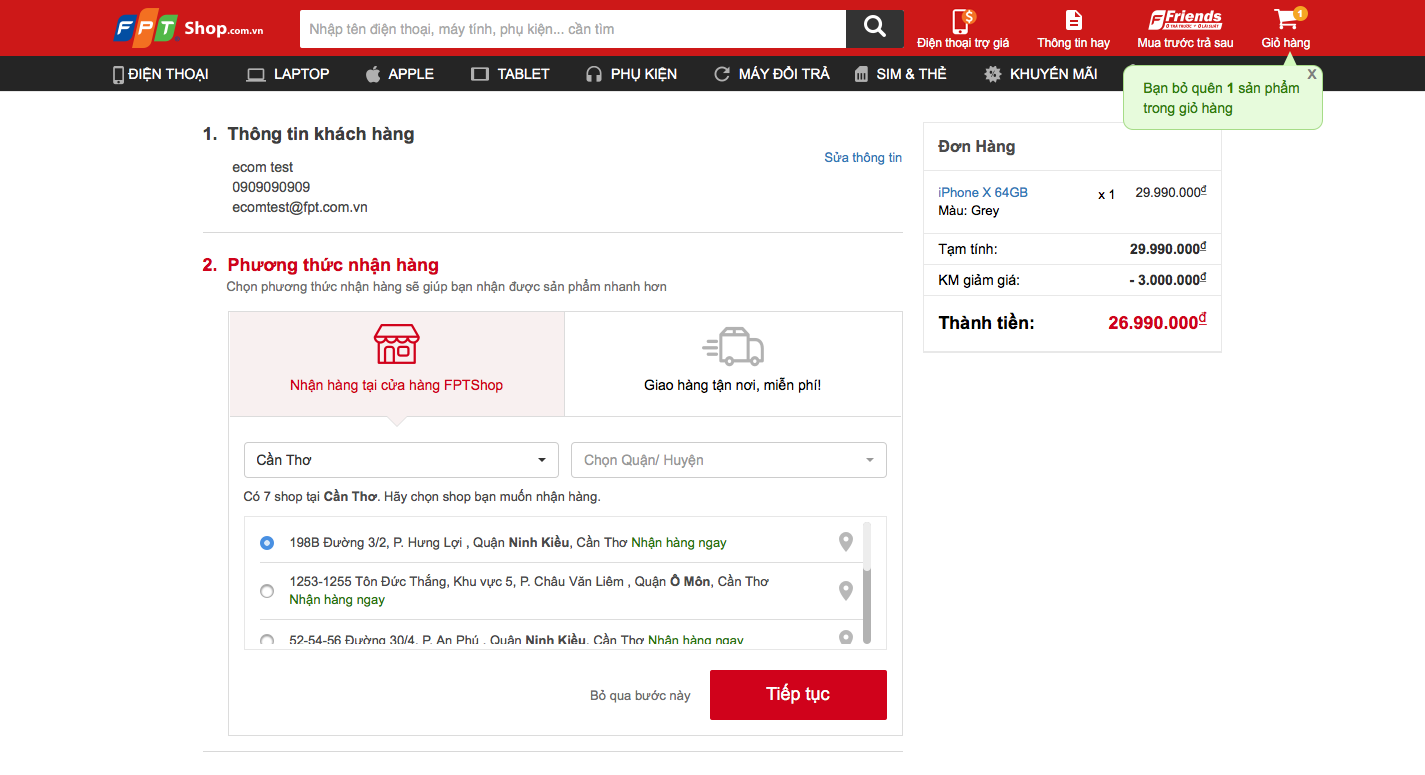 FPT Shop.com.vn
Nhập tên điện thoại, máy tính, phụ kiện... cần tìm
Điện thoại trợ giá
Thông tin hay
Friends
Mua trước trả sau
1
Giỏ hàng
ĐIỆN THOẠI
LAPTOP
APPLE
TABLET
PHỤ KIỆN
MÁY ĐỔI TRẢ
SIM & THẺ
KHUYẾN MÃI
X
Bạn bỏ quên 1 sản phẩm
trong giỏ hàng
1. Thông tin khách hàng
ecom test
0909090909
ecomtest@fpt.com.vn
Sửa thông tin
2. Phương thức nhận hàng
Chọn phương thức nhận hàng sẽ giúp bạn nhận được sản phẩm nhanh hơn
Nhận hàng tại cửa hàng FPTShop
Giao hàng tận nơi, miễn phí!
Cần Thơ
Chọn Quận/ Huyện
Có 7 shop tại Cần Thơ. Hãy chọn shop bạn muốn nhận hàng.
198B Đường 3/2, P. Hưng Lợi , Quận Ninh Kiều, Cần Thơ Nhận hàng ngay
1253-1255 Tôn Đức Thắng, Khu vực 5, P. Châu Văn Liêm , Quận Ô Môn, Cần Thơ
Nhận hàng ngay
52-54-56 Đường 30/4, P. An Phú , Quận Ninh Kiều, Cần Thơ Nhận hàng ngay
Bỏ qua bước này
Tiếp tục
Đơn Hàng
iPhone X 64GB x 1 29.990.000₫
Màu: Grey
Tạm tính: 29.990.000₫
KM giảm giá: - 3.000.000₫
Thành tiền: 26.990.000₫